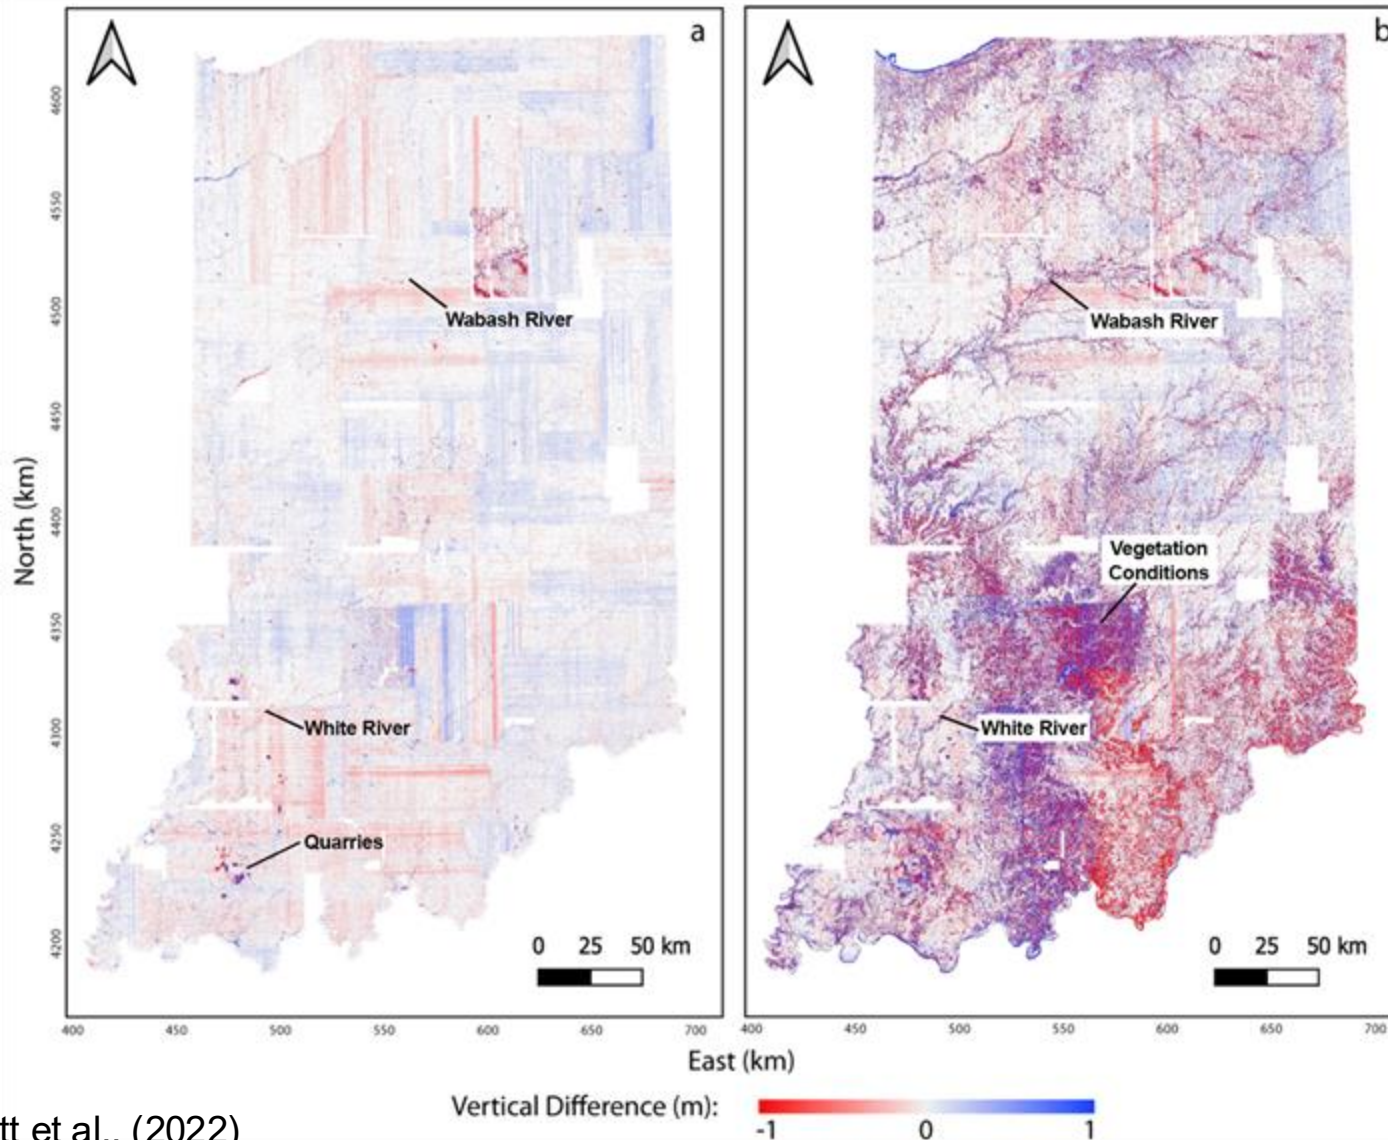 a
b
North (km)
4600
4550
4500
4450
4400
4350
4300
4250
4200
Wabash River
White River
Quarries
0 25 50 km
400 450 500 550 600 650 700
Wabash River
Vegetation
Conditions
White River
0 25 50 km
400 450 500 550 600 650 700
East (km)
Vertical Difference (m):
-1 0 1
et al., (2022)